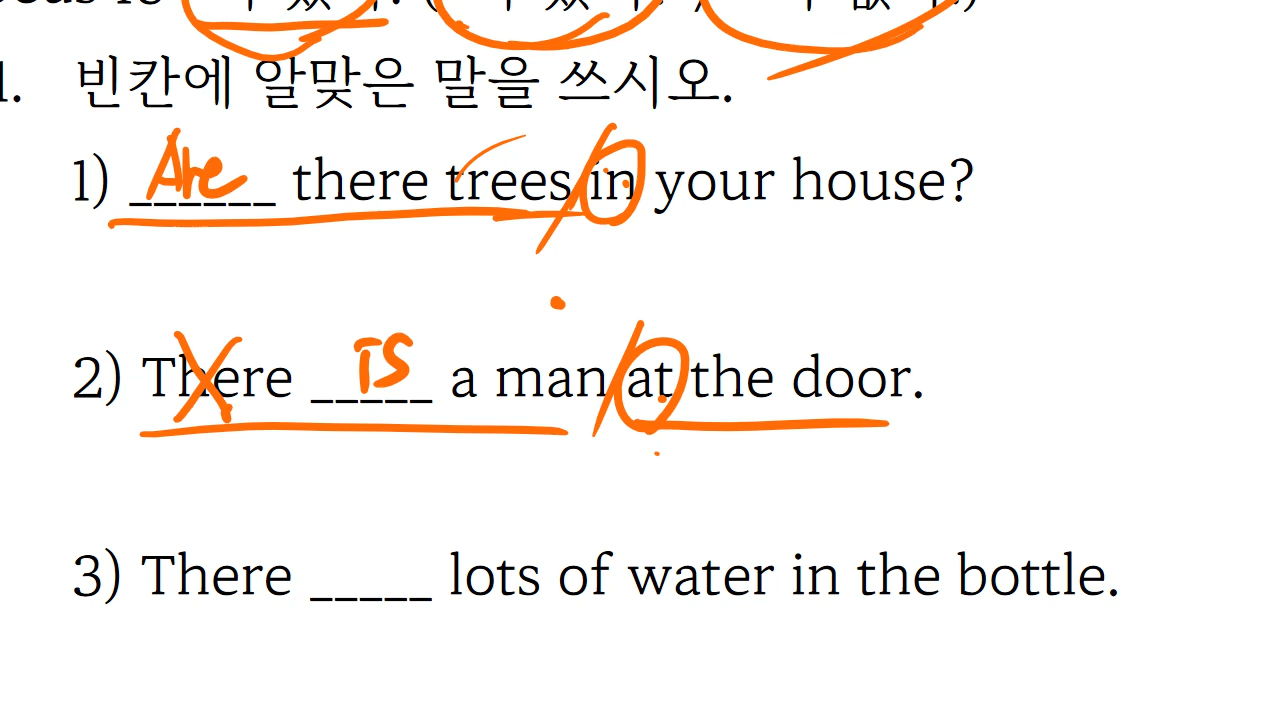 1. 빈칸에 알맞은 말을 쓰시오.
1) Are there trees in your house?
2) There is a man at the door.
3) There _____ lots of water in the bottle.